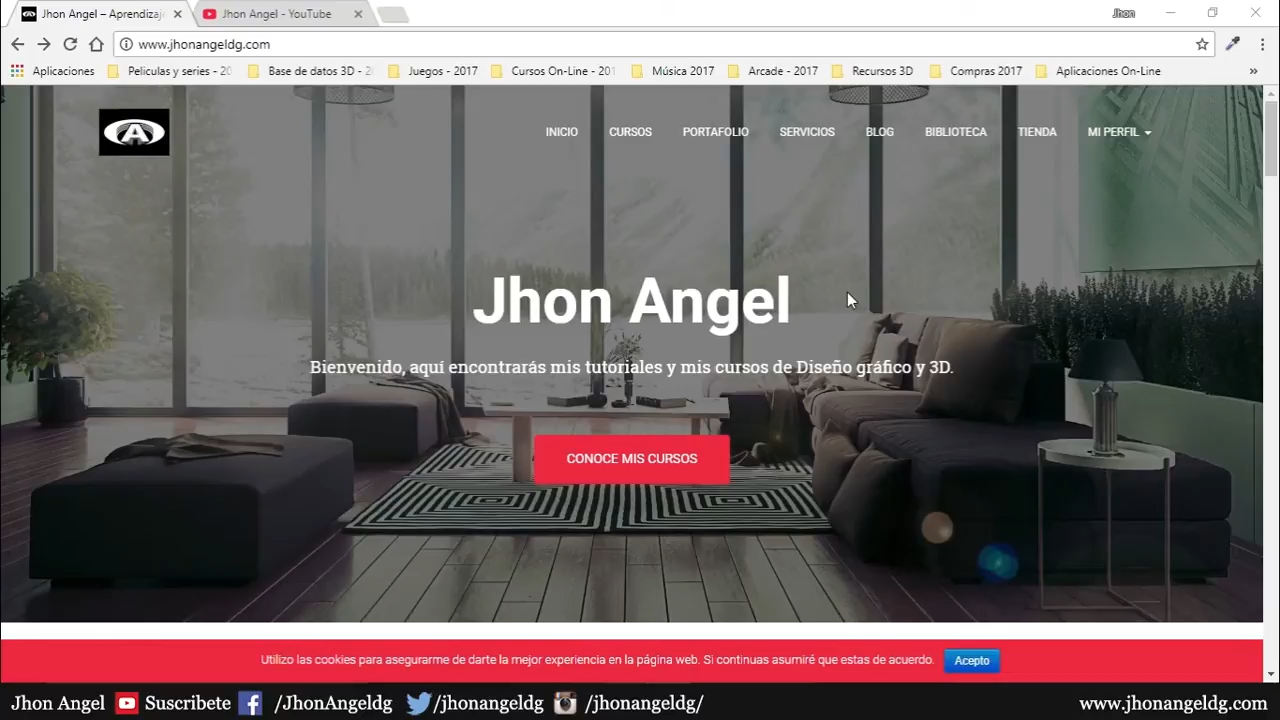 Jhon Angel – Aprendizaje
Jhon Angel - YouTube
Jhon
www.jhonangeldg.com
Aplicaciones
Peliculas y series - 20
Base de datos 3D - 2
Juegos - 2017
Cursos On-Line - 201
Música 2017
Arcade - 2017
Recursos 3D
Compras 2017
Aplicaciones On-Line
»
A
INICIO
CURSOS
PORTAFOLIO
SERVICIOS
BLOG
BIBLIOTECA
TIENDA
MI PERFIL
Jhon Angel
Bienvenido, aquí encontrarás mis tutoriales y mis cursos de Diseño gráfico y 3D.
CONOCE MIS CURSOS
Utilizo las cookies para asegurarme de darte la mejor experiencia en la página web. Si continuas asumiré que estas de acuerdo.
Acepto
Jhon Angel Suscribete /JhonAngeldg /jhonangeldg /jhonangeldg/ www.jhonangeldg.com